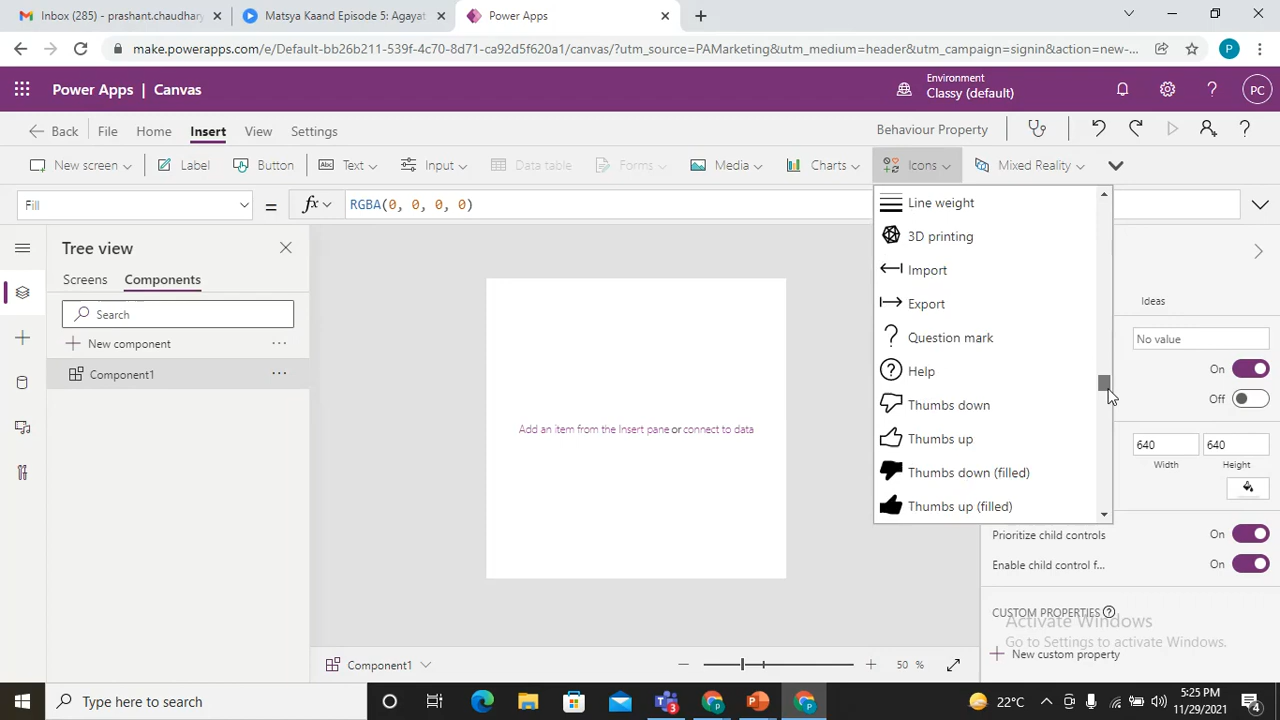 Inbox (285) - prashant.chaudhary
Matsya Kaand Episode 5: Agayat
Power Apps
make.powerapps.com/e/Default-bb26b211-539f-4c70-8d71-ca92d5f620a1/canvas/?utm_source=PAMarketing&utm_medium=header&utm_campaign=signin&action=new-...
P
Power Apps | Canvas
Environment
Classy (default)
PC
Back
File
Home
Insert
View
Settings
Behaviour Property
New screen
Label
Button
Text
Input
Data table
Forms
Media
Charts
Icons
Mixed Reality
Fill
=
fx
RGBA(0, 0, 0, 0)
Line weight
3D printing
Import
Export
Question mark
Help
Thumbs down
Thumbs up
Thumbs down (filled)
Thumbs up (filled)
Tree view
Screens
Components
Search
New component
Component1
Add an item from the Insert pane or connect to data
Ideas
No value
On
Off
640
640
Width
Height
Prioritize child controls
On
Enable child control f...
On
CUSTOM PROPERTIES
New custom property
Activate Windows
Go to Settings to activate Windows.
Component1
50 %
Type here to search
22°C
5:25 PM
11/29/2021